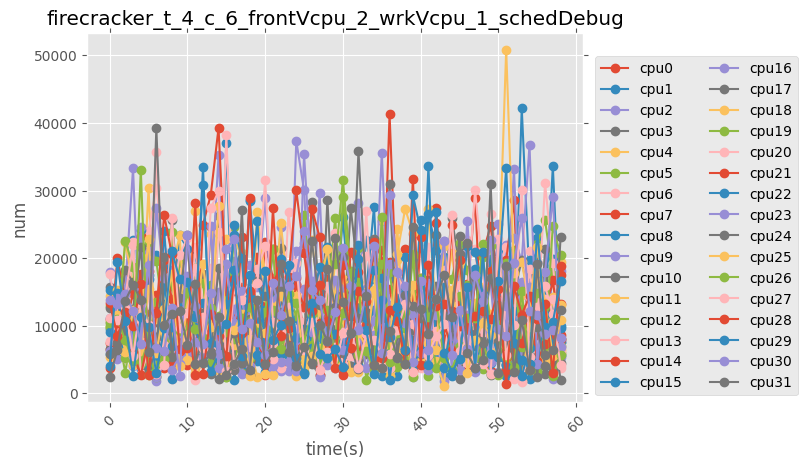 firecracker_t_4_c_6_frontVcpu_2_wrkVcpu_1_schedDebug
50000
40000
30000
20000
10000
0
num
0
10
20
30
40
50
60
time(s)
cpu0
cpu1
cpu2
cpu3
cpu4
cpu5
cpu6
cpu7
cpu8
cpu9
cpu10
cpu11
cpu12
cpu13
cpu14
cpu15
cpu16
cpu17
cpu18
cpu19
cpu20
cpu21
cpu22
cpu23
cpu24
cpu25
cpu26
cpu27
cpu28
cpu29
cpu30
cpu31